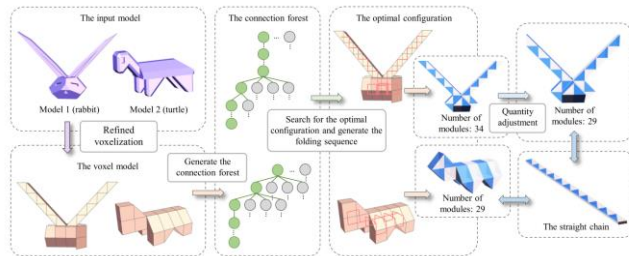 The input model
Model 1 (rabbit)
Model 2 (turtle)
Refined
voxelization
The voxel model
Generate the
connection forest
The connection forest
Search for the optimal
configuration and generate the
folding sequence
The optimal configuration
Number of
modules: 34
Quantity
adjustment
Number of
modules: 29
Number of
modules: 29
The straight chain